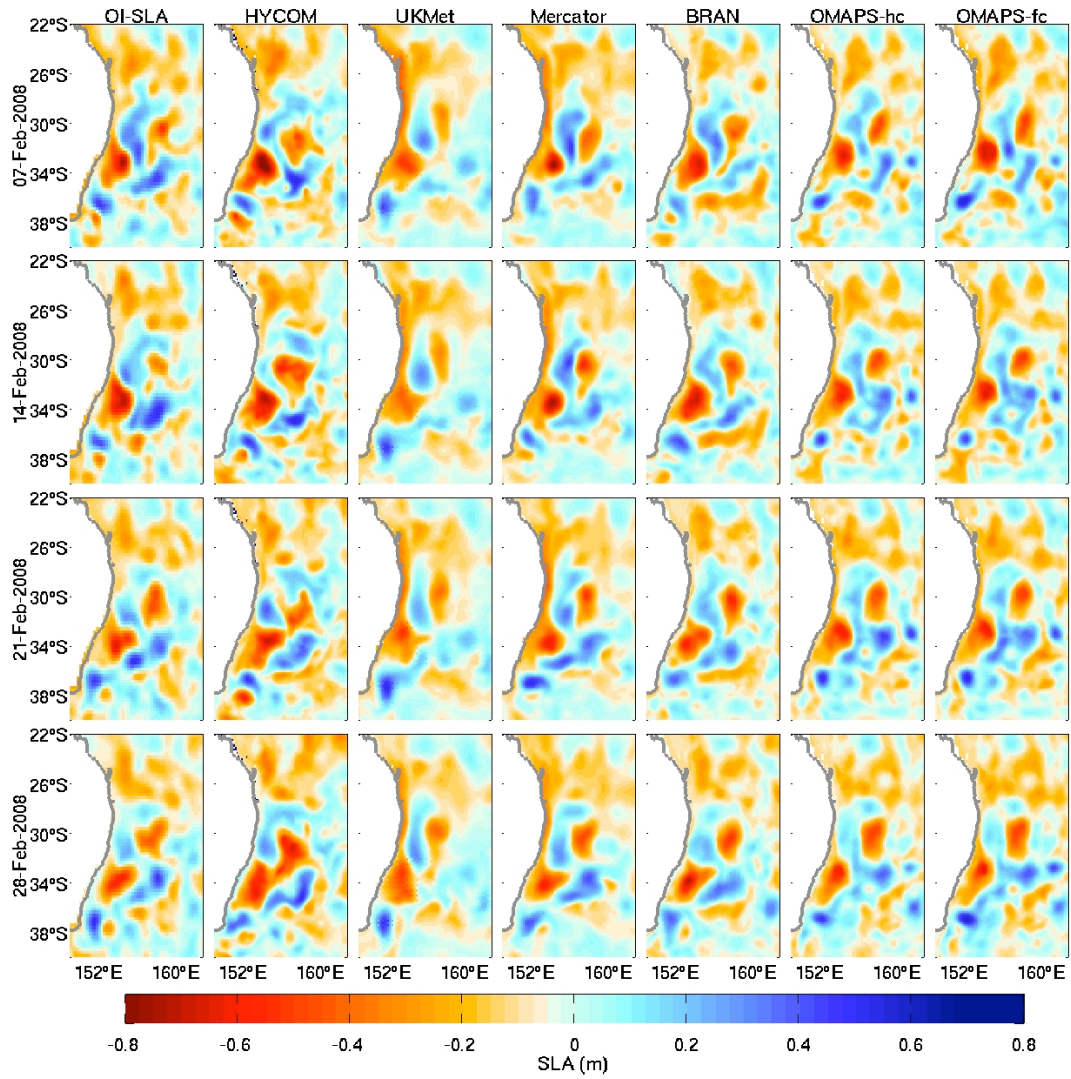 OI-SLA HYCOM UKMet Mercator BRAN OMAPS-hc OMAPS-fc
22°S
26°S
30°S
34°S
38°S
07-Feb-2008
22°S
26°S
30°S
34°S
38°S
14-Feb-2008
22°S
26°S
30°S
34°S
38°S
21-Feb-2008
22°S
26°S
30°S
34°S
38°S
28-Feb-2008
152°E 160°E 152°E 160°E 152°E 160°E 152°E 160°E 152°E 160°E 152°E 160°E 152°E 160°E
-0.8 -0.6 -0.4 -0.2 0 0.2 0.4 0.6 0.8
SLA (m)